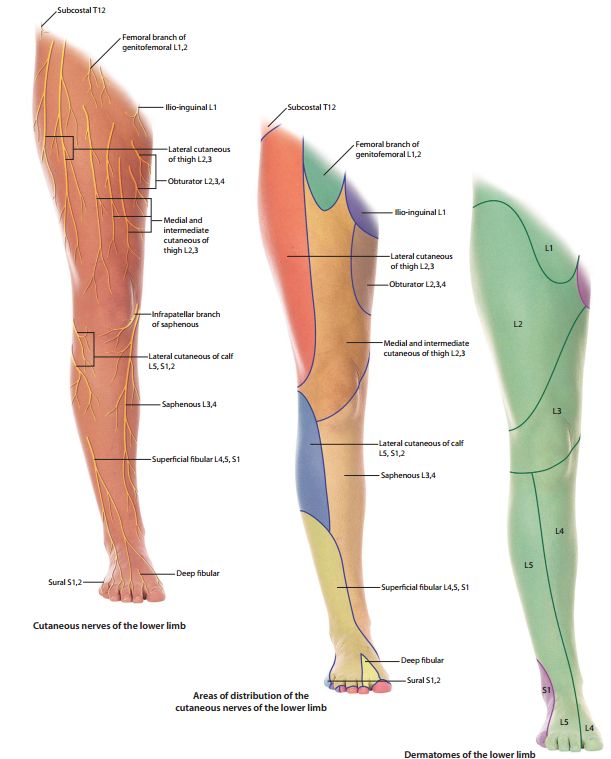 Subcostal T12
Femoral branch of
genitofemoral L1,2
Ilio-inguinal L1
Lateral cutaneous
of thigh L2,3
Obturator L2,3,4
Medial and
intermediate
cutaneous of
thigh L2,3
Infrapatellar branch
of saphenous
Lateral cutaneous of calf
L5, S1,2
Saphenous L3,4
Superficial fibular L4,5, S1
Deep fibular
Sural S1,2
Cutaneous nerves of the lower limb
Subcostal T12
Femoral branch of
genitofemoral L1,2
Ilio-inguinal L1
Lateral cutaneous
of thigh L2,3
Obturator L2,3,4
Medial and intermediate
cutaneous of thigh L2,3
Lateral cutaneous of calf
L5, S1,2
Saphenous L3,4
Superficial fibular L4,5, S1
Deep fibular
Sural S1,2
Areas of distribution of the
cutaneous nerves of the lower limb
L1
L2
L3
L4
L5
S1
L5
L4
Dermatomes of the lower limb